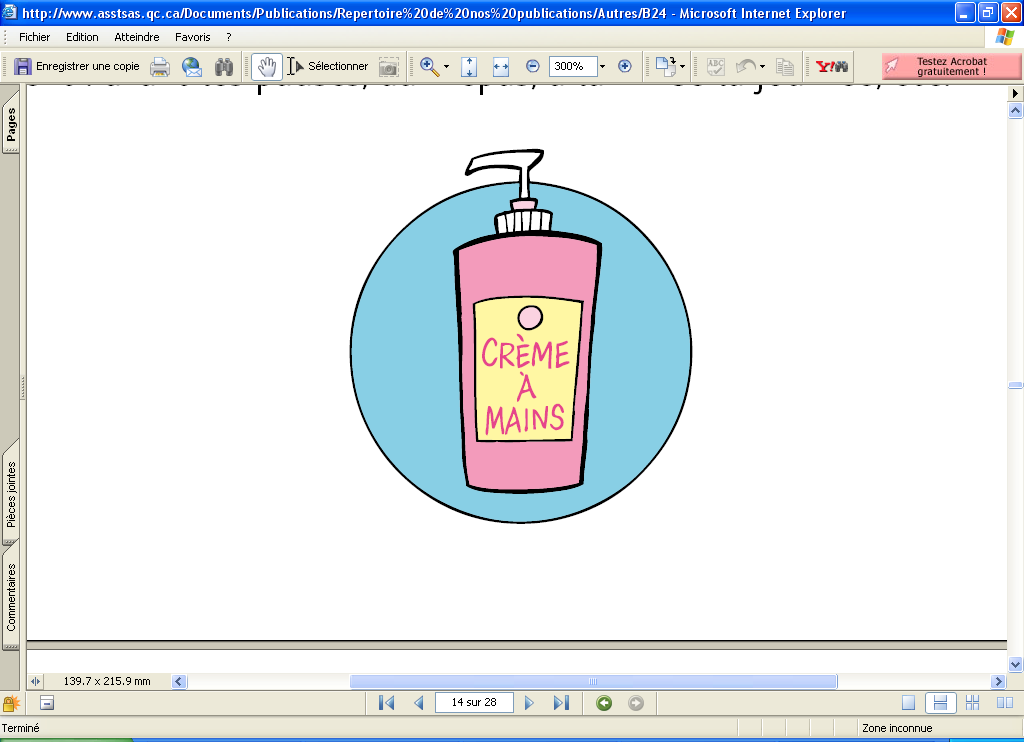 http://www.asstsas.qc.ca/Documents/Publications/Repertoire%20de%20nos%20publications/Autres/B24 - Microsoft Internet Explorer
Fichier Edition Atteindre Favoris ?
Enregistrer une copie Sélectionner 300% Y! Testez Acrobat
gratuitement !
Pages
CRÈME
À
MAINS
Pièces jointes
Commentaires
139.7 x 215.9 mm
14 sur 28
Terminé Zone inconnue